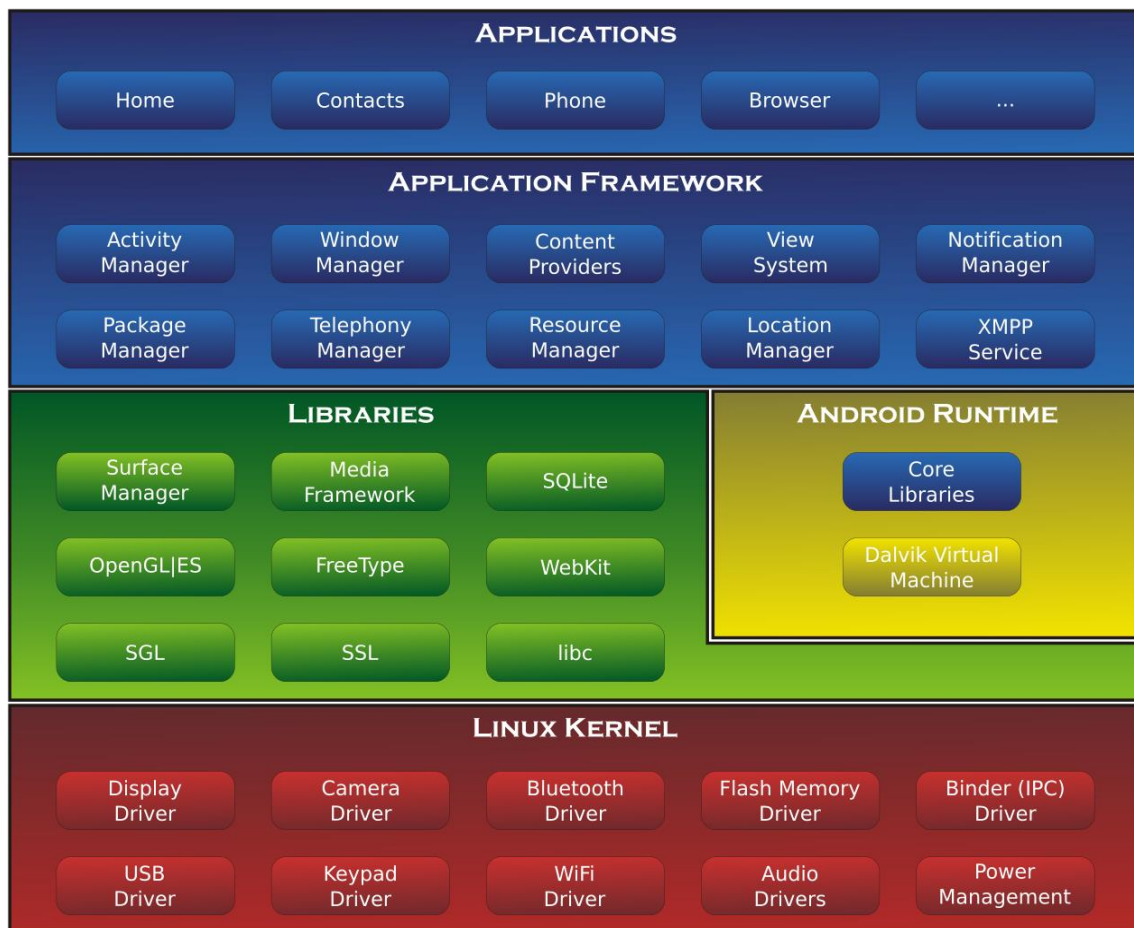 APPLICATIONS
Home
Contacts
Phone
Browser
...
APPLICATION FRAMEWORK
Activity
Manager
Window
Manager
Content
Providers
View
System
Notification
Manager
Package
Manager
Telephony
Manager
Resource
Manager
Location
Manager
XMPP
Service
LIBRARIES
Surface
Manager
Media
Framework
SQLite
OpenGL|ES
FreeType
WebKit
SGL
SSL
libc
ANDROID RUNTIME
Core
Libraries
Dalvik Virtual
Machine
LINUX KERNEL
Display
Driver
Camera
Driver
Bluetooth
Driver
Flash Memory
Driver
Binder (IPC)
Driver
USB
Driver
Keypad
Driver
WiFi
Driver
Audio
Drivers
Power
Management